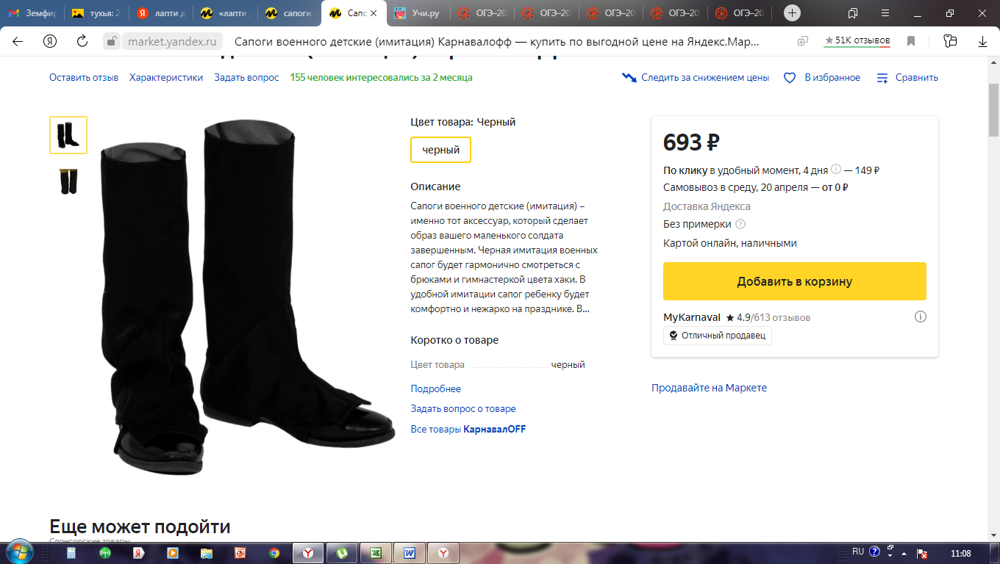 Земфир
тухья: 2
лапти д
«лапти
сапоги
Сапс
Учи.ру
ОГЭ–20
ОГЭ–20
ОГЭ–20
ОГЭ–20
ОГЭ–20
market.yandex.ru
Сапоги военного детские (имитация) Карнавалофф — купить по выгодной цене на Яндекс.Мар...
★51K отзывов
Оставить отзыв
Характеристики
Задать вопрос
155 человек интересовались за 2 месяца
Следить за снижением цены
В избранное
Сравнить
Цвет товара: Черный
черный
Описание
Сапоги военного детские (имитация) –
именно тот аксессуар, который сделает
образ вашего маленького солдата
завершенным. Черная имитация военных
сапог будет гармонично смотреться с
брюками и гимнастеркой цвета хаки. В
удобной имитации сапог ребенку будет
комфортно и нежарко на празднике. В...
Коротко о товаре
Цвет товара черный
Подробнее
Задать вопрос о товаре
Все товары КарнавалOFF
693 ₽
По клику в удобный момент, 4 дня — 149 ₽
Самовывоз в среду, 20 апреля — от 0 ₽
Доставка Яндекса
Без примерки
Картой онлайн, наличными
Добавить в корзину
MyKarnaval ★ 4.9/613 отзывов
Отличный продавец
Продавайте на Маркете
Еще может подойти
Спонсорские товары
RU
11:08